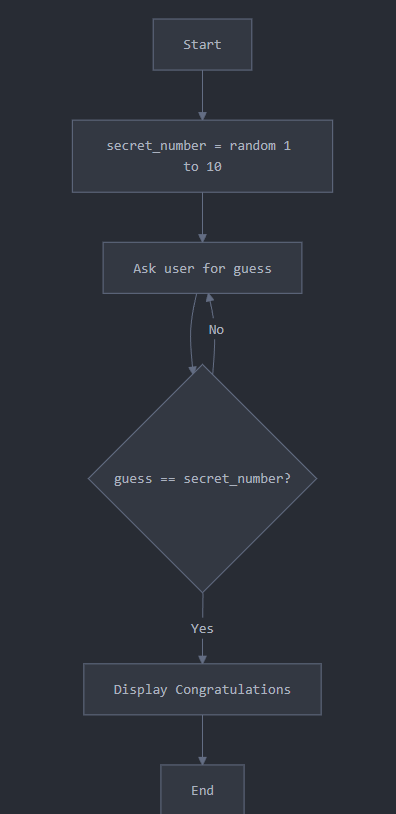 Start
secret_number = random 1
to 10
Ask user for guess
No
guess == secret_number?
Yes
Display Congratulations
End